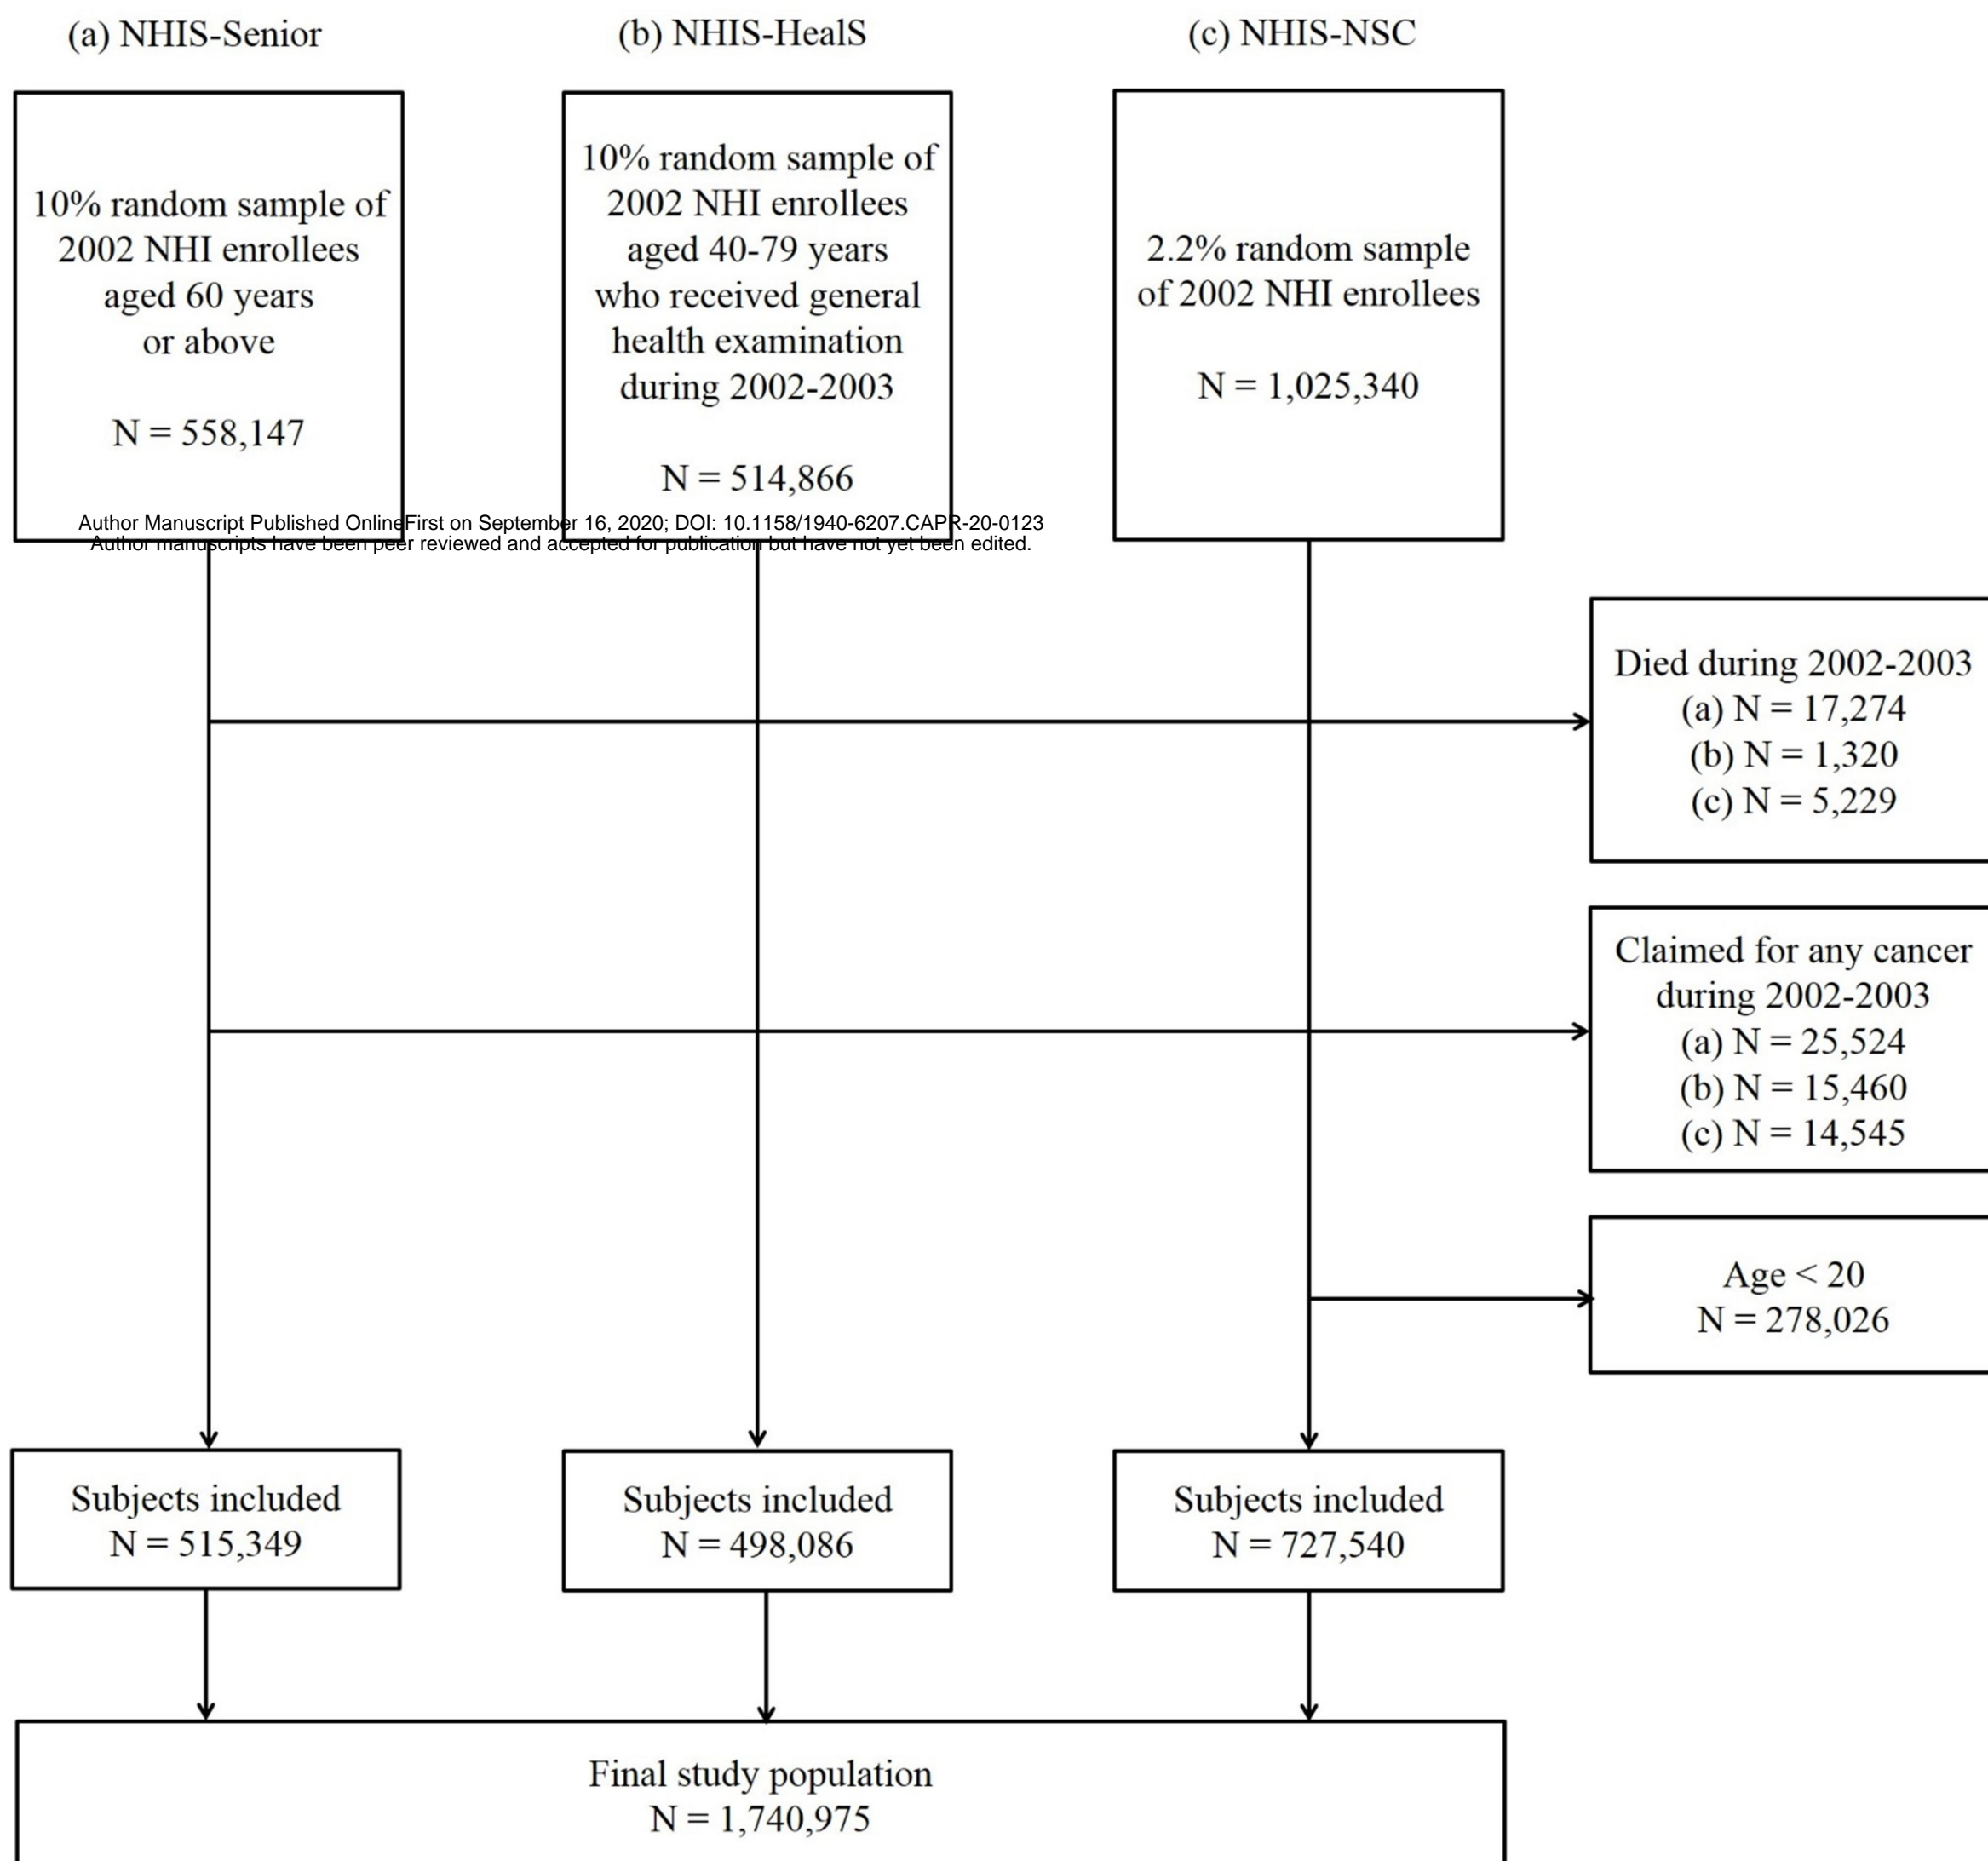 (a) NHIS-Senior
(b) NHIS-HealS
(c) NHIS-NSC
10% random sample of
2002 NHI enrollees
aged 60 years
or above
N = 558,147
10% random sample of
2002 NHI enrollees
aged 40-79 years
who received general
health examination
during 2002-2003
N = 514,866
2.2% random sample
of 2002 NHI enrollees
N = 1,025,340
Author Manuscript Published OnlineFirst on September 16, 2020; DOI: 10.1158/1940-6207.CAPR-20-0123
Author manuscripts have been peer reviewed and accepted for publication but have not yet been edited.
Died during 2002-2003
(a) N = 17,274
(b) N = 1,320
(c) N = 5,229
Claimed for any cancer
during 2002-2003
(a) N = 25,524
(b) N = 15,460
(c) N = 14,545
Age < 20
N = 278,026
Subjects included
N = 515,349
Subjects included
N = 498,086
Subjects included
N = 727,540
Final study population
N = 1,740,975